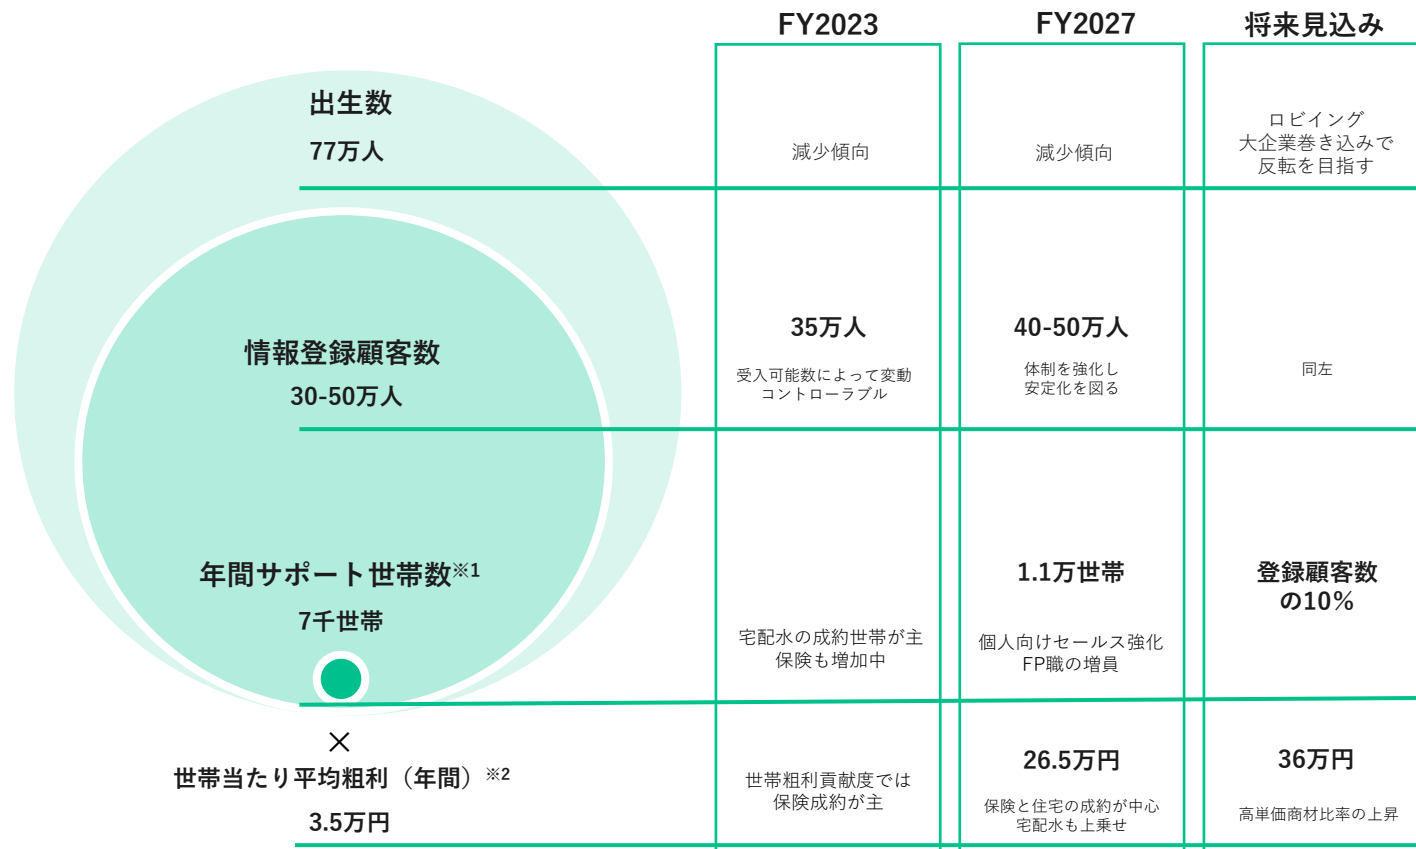 FY2023
FY2027
将来見込み
出生数
77万人
減少傾向
減少傾向
ロビイング
大企業巻き込みで
反転を目指す
情報登録顧客数
30-50万人
35万人
受入可能数によって変動
コントローラブル
40-50万人
体制を強化し
安定化を図る
同左
年間サポート世帯数※1
7千世帯
宅配水の成約世帯が主
保険も増加中
1.1万世帯
個人向けセールス強化
FP職の増員
登録顧客数
の10%
×
世帯当たり平均粗利（年間）※2
3.5万円
世帯粗利貢献度では
保険成約が主
26.5万円
保険と住宅の成約が中心
宅配水も上乗せ
36万円
高単価商材比率の上昇